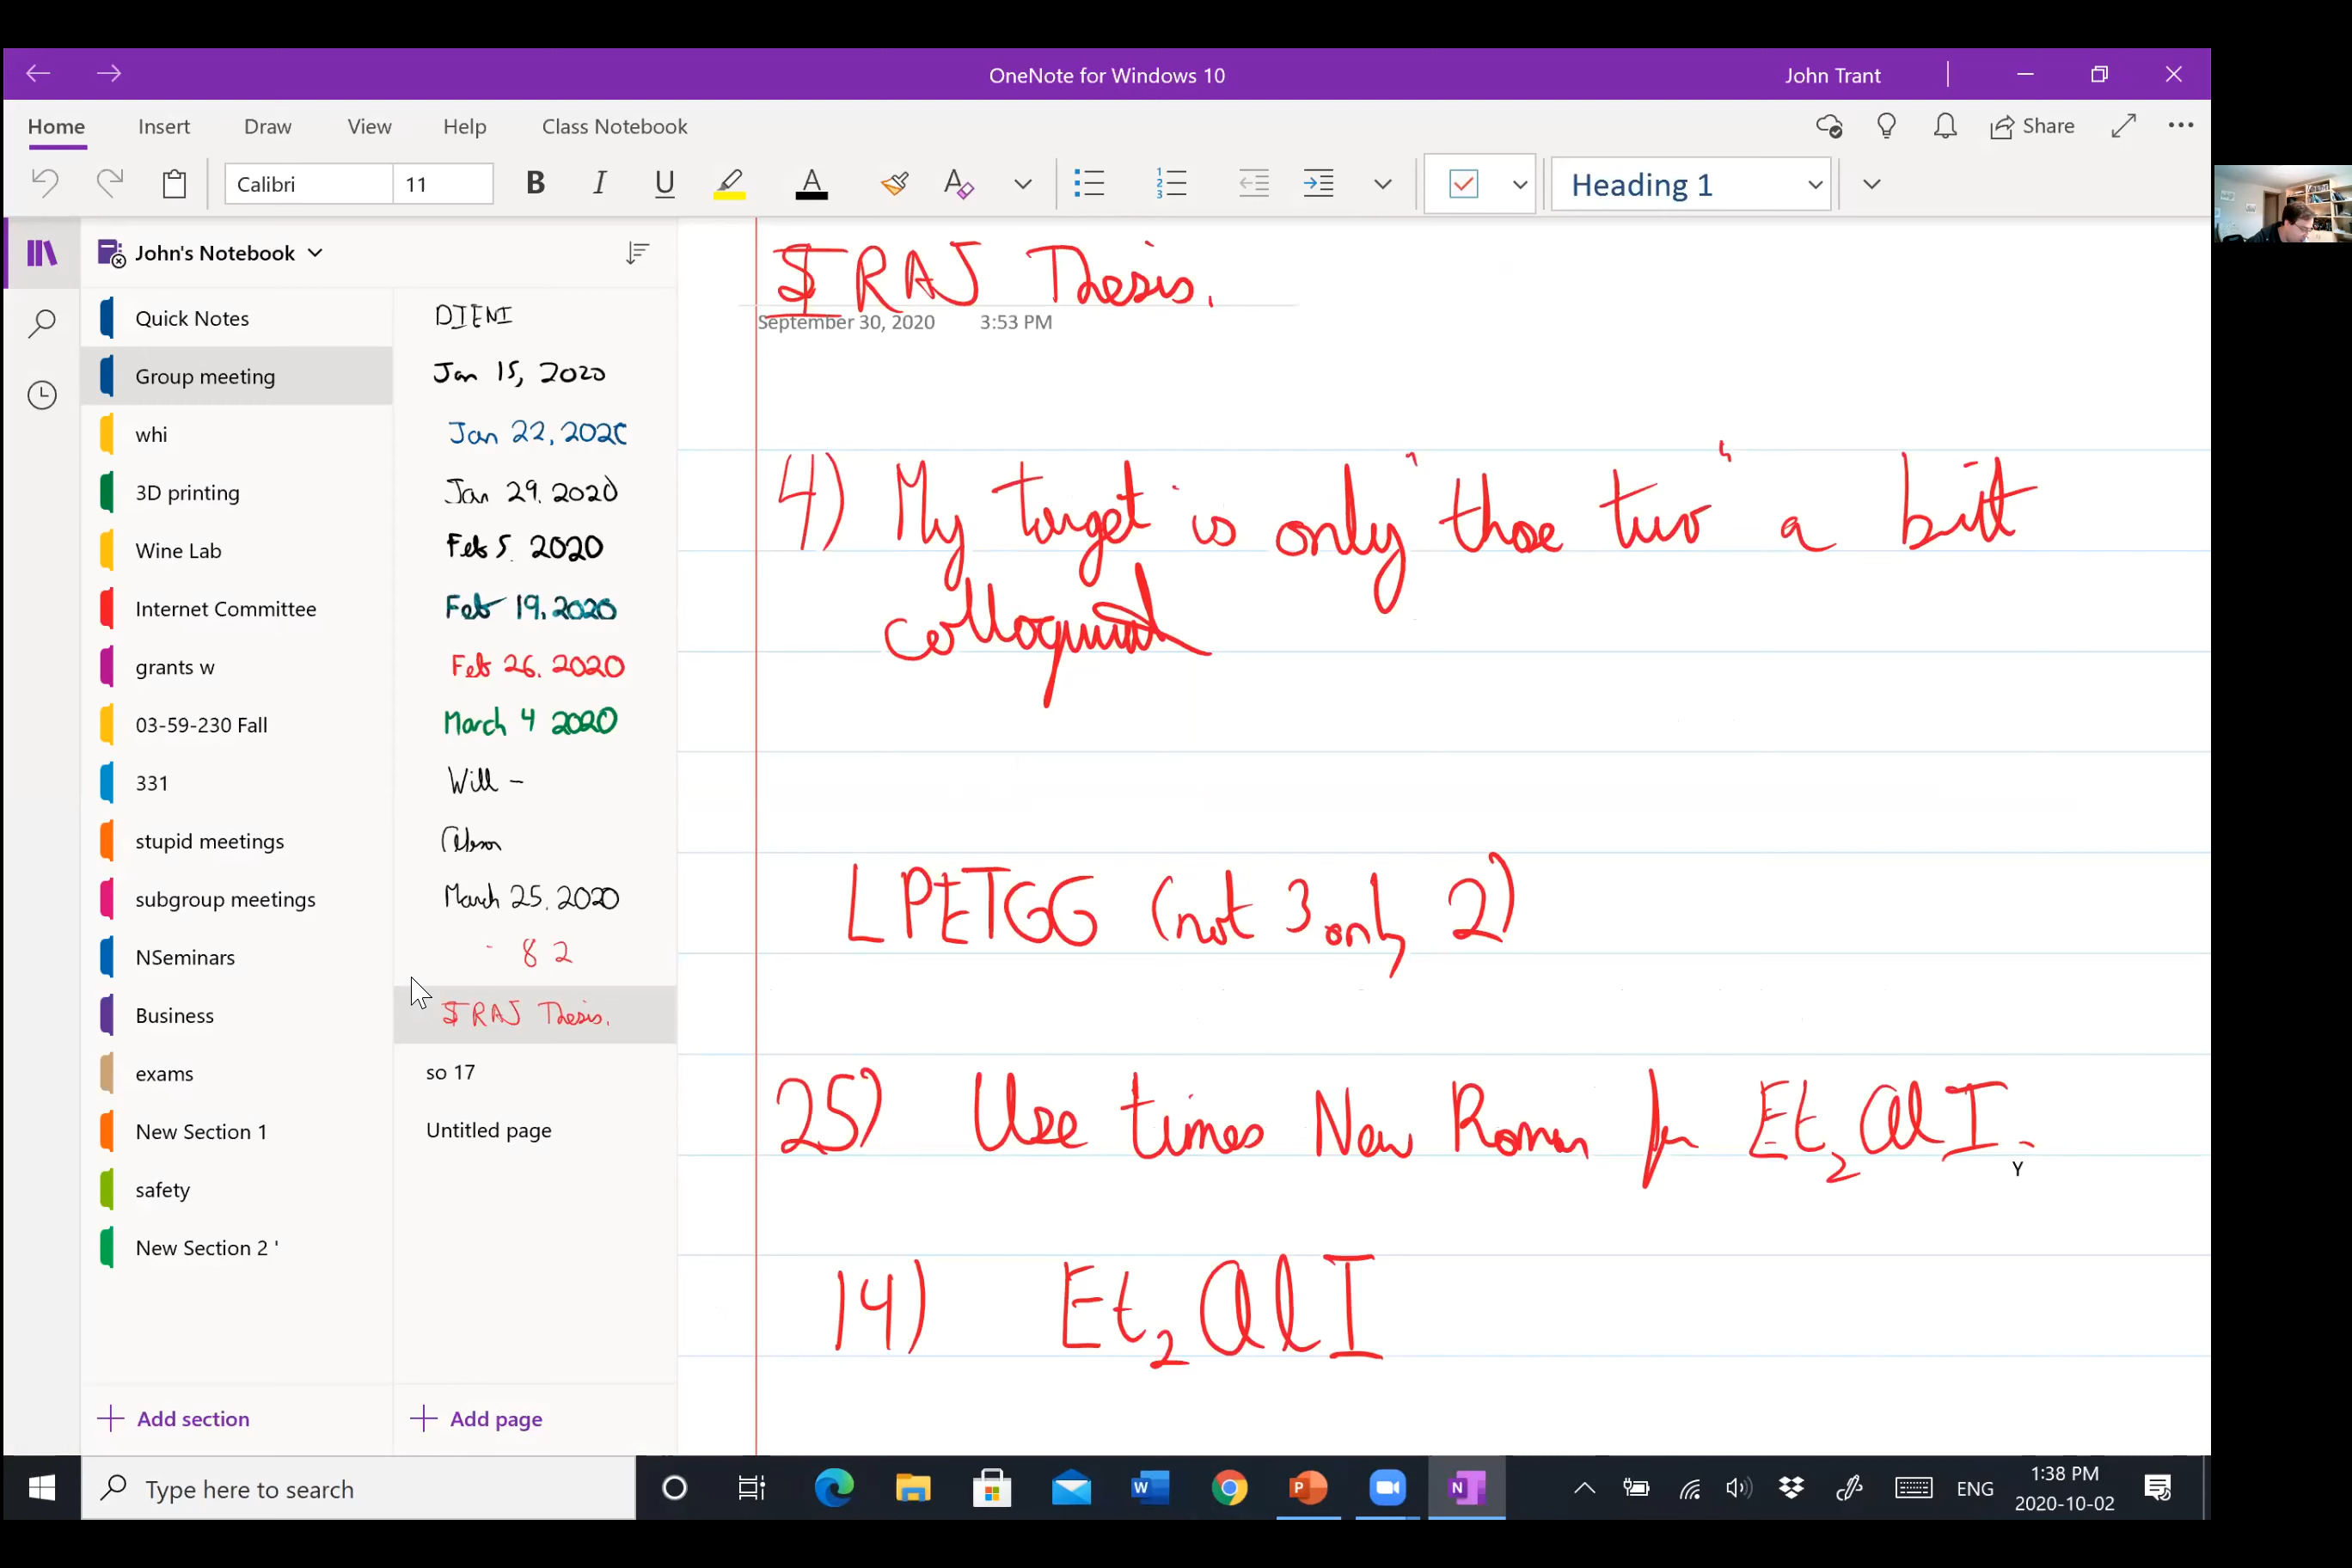 OneNote for Windows 10
John Trant
Home Insert Draw View Help Class Notebook
Share
Calibri 11 B I U A A Heading 1
John's Notebook
Quick Notes
Group meeting
whi
3D printing
Wine Lab
Internet Committee
grants w
03-59-230 Fall
331
stupid meetings
subgroup meetings
NSeminars
Business
exams
New Section 1
safety
New Section 2 '
Add section
DIENI
Jan 15, 2020
Jan 22, 2020
Jan 29, 2020
Feb 5 2020
Feb 19, 2020
Feb 26, 2020
March 4 2020
Will -
March 25, 2020
- 8 2
SRAJ Thesis.
so 17
Untitled page
Add page
SRAJ Thesis.
September 30, 2020 3:53 PM
4) My target is only "those two" a bit
colloquial
LPETGG (not 3 only 2)
25) Use times New Roman for Et2AlI.
14) Et2AlI
Type here to search
ENG
1:38 PM
2020-10-02